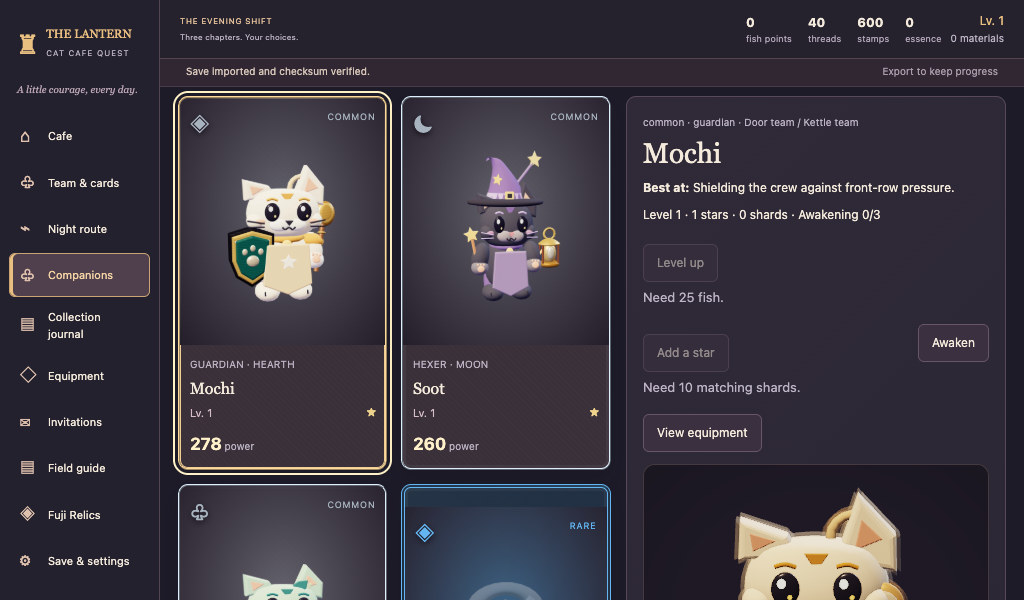 THE LANTERN
CAT CAFE QUEST
A little courage, every day.
Cafe
Team & cards
Night route
Companions
Collection
journal
Equipment
Invitations
Field guide
Fuji Relics
Save & settings
THE EVENING SHIFT
Three chapters. Your choices.
0
fish points
40
threads
600
stamps
0
essence
Lv. 1
0 materials
Save imported and checksum verified.
Export to keep progress
COMMON
GUARDIAN · HEARTH
Mochi
Lv. 1
278 power
COMMON
HEXER · MOON
Soot
Lv. 1
260 power
COMMON
RARE
common · guardian · Door team / Kettle team
Mochi
Best at: Shielding the crew against front-row pressure.
Level 1 · 1 stars · 0 shards · Awakening 0/3
Level up
Need 25 fish.
Add a star
Awaken
Need 10 matching shards.
View equipment